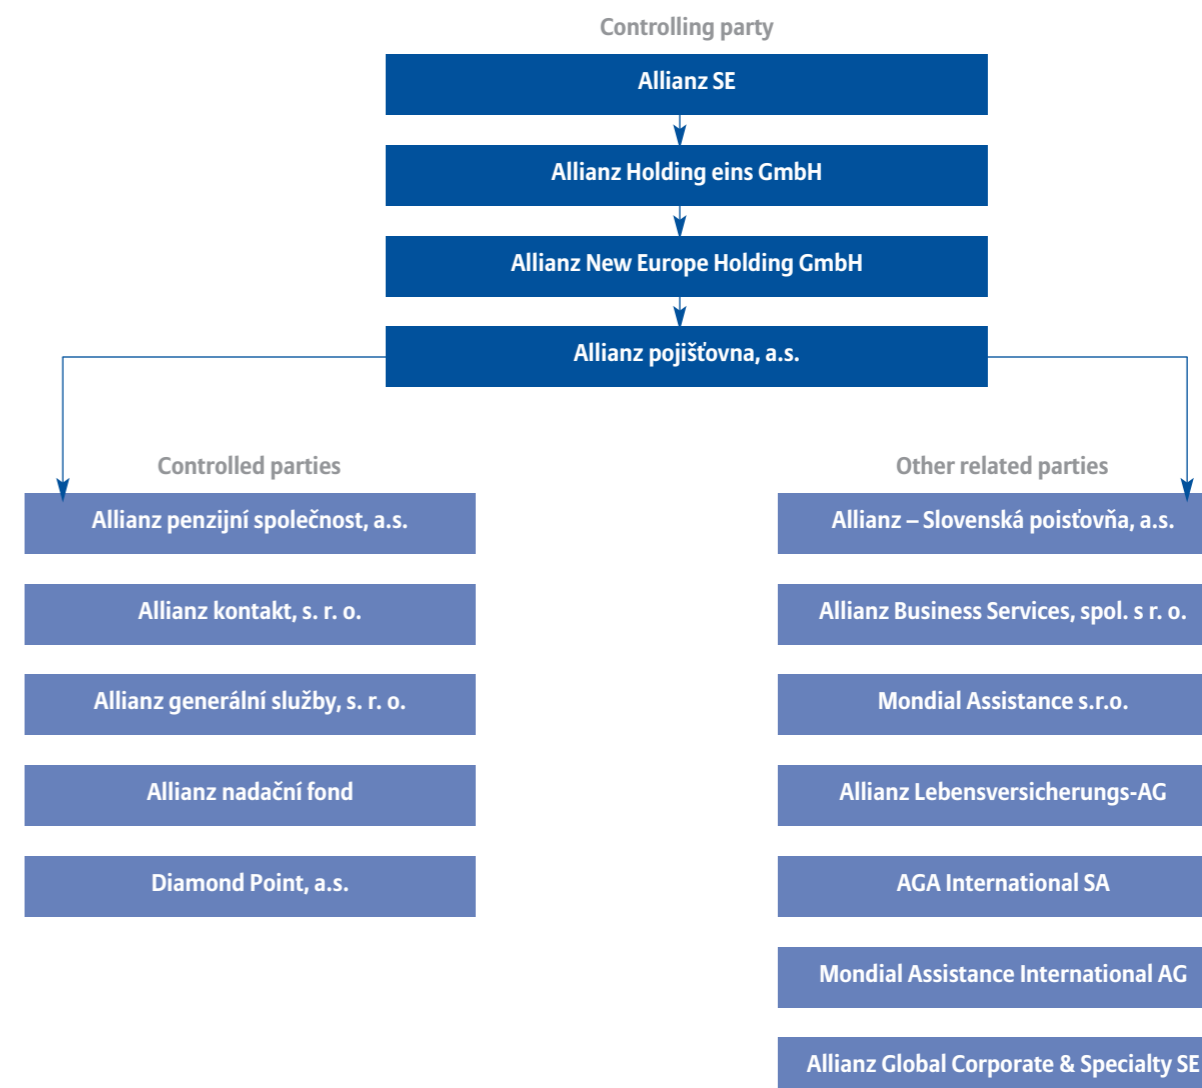 Controlling party
Allianz SE
Allianz Holding eins GmbH
Allianz New Europe Holding GmbH
Allianz pojišťovna, a.s.
Controlled parties
Allianz penzijní společnost, a.s.
Allianz kontakt, s. r. o.
Allianz generální služby, s. r. o.
Allianz nadační fond
Diamond Point, a.s.
Other related parties
Allianz – Slovenská poisťovňa, a.s.
Allianz Business Services, spol. s r. o.
Mondial Assistance s.r.o.
Allianz Lebensversicherungs-AG
AGA International SA
Mondial Assistance International AG
Allianz Global Corporate & Specialty SE